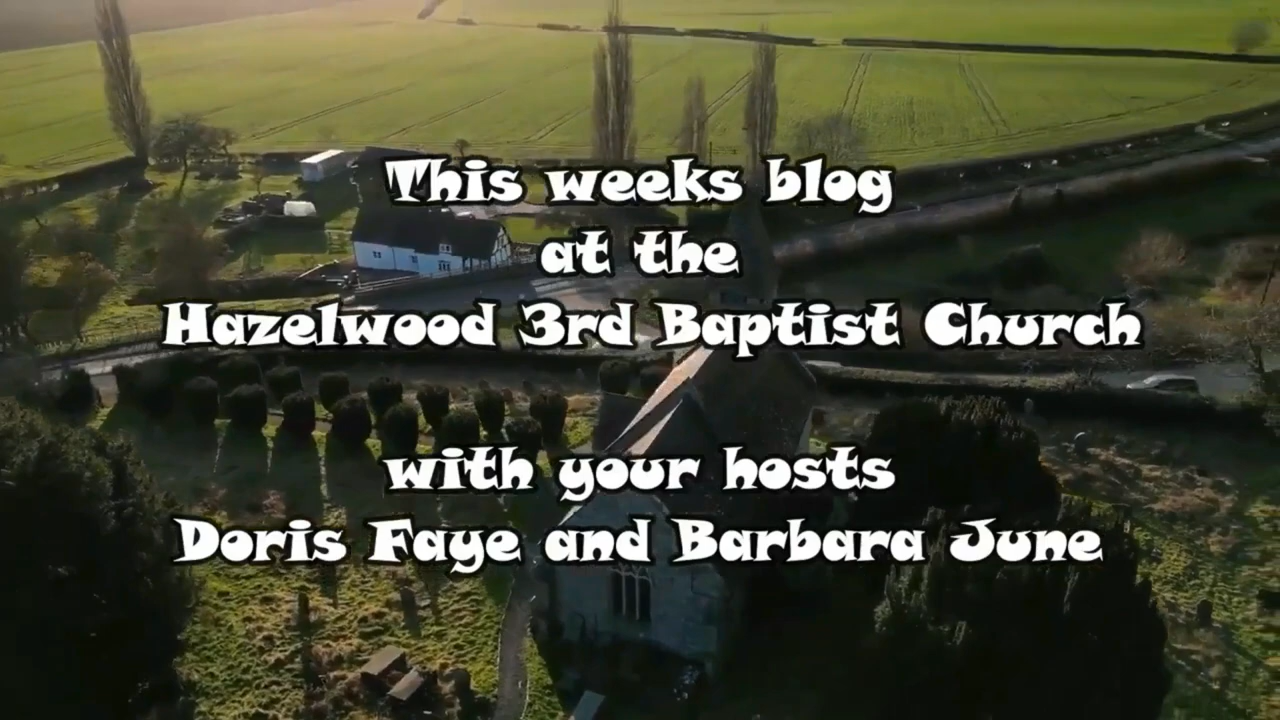 This weeks blog
at the
Hazelwood 3rd Baptist Church
with your hosts
Doris Faye and Barbara June